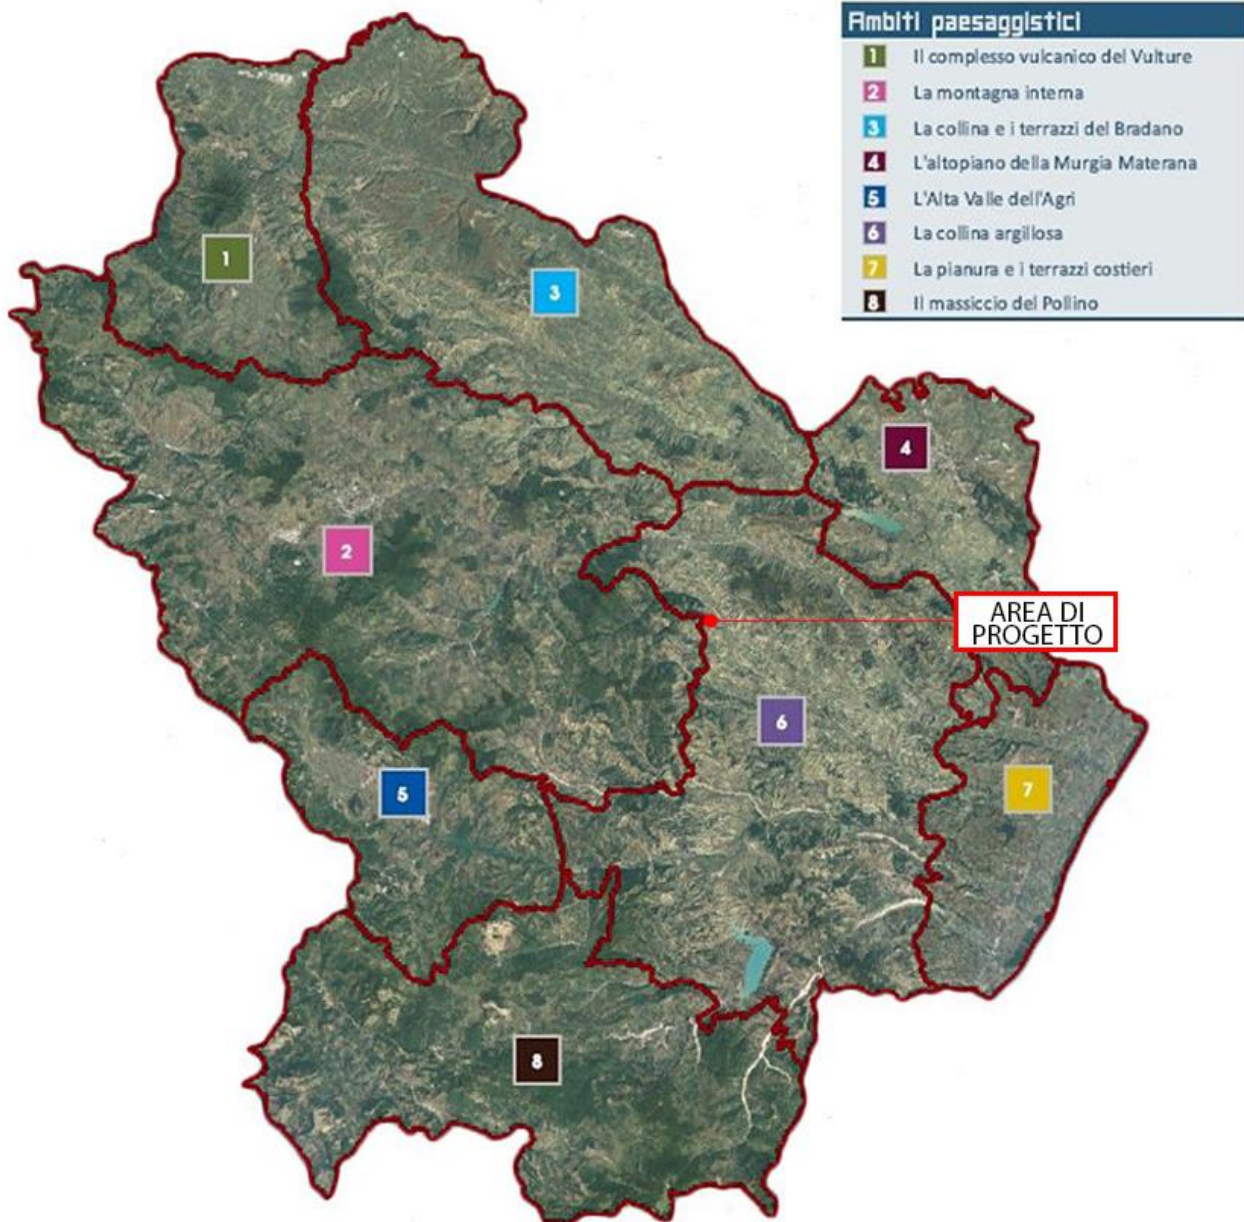 Ambiti paesaggistici
1 Il complesso vulcanico del Vulture
2 La montagna interna
3 La collina e i terrazzi del Bradano
4 L'altopiano della Murgia Materana
5 L'Alta Valle dell'Agri
6 La collina argillosa
7 La pianura e i terrazzi costieri
8 Il massiccio del Pollino
1
3
4
2
AREA DI
PROGETTO
6
5
7
8